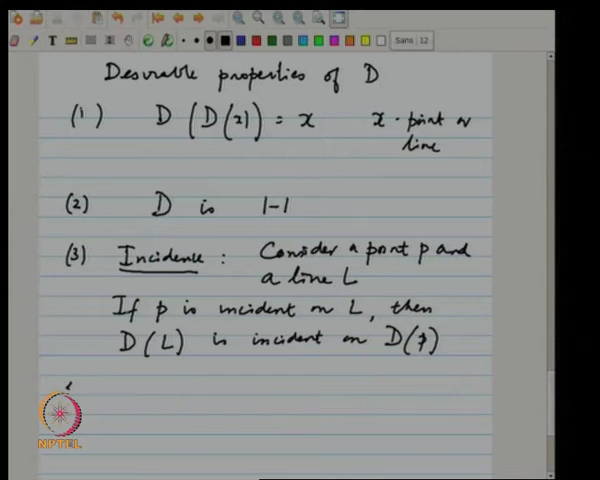 Sans 12
Desirable properties of D
(1) D (D(x)) = x x - point or
line
(2) D is 1-1
(3) Incidence : Consider a point p and
a line L
If p is incident on L, then
D(L) is incident on D(p)
NPTEL